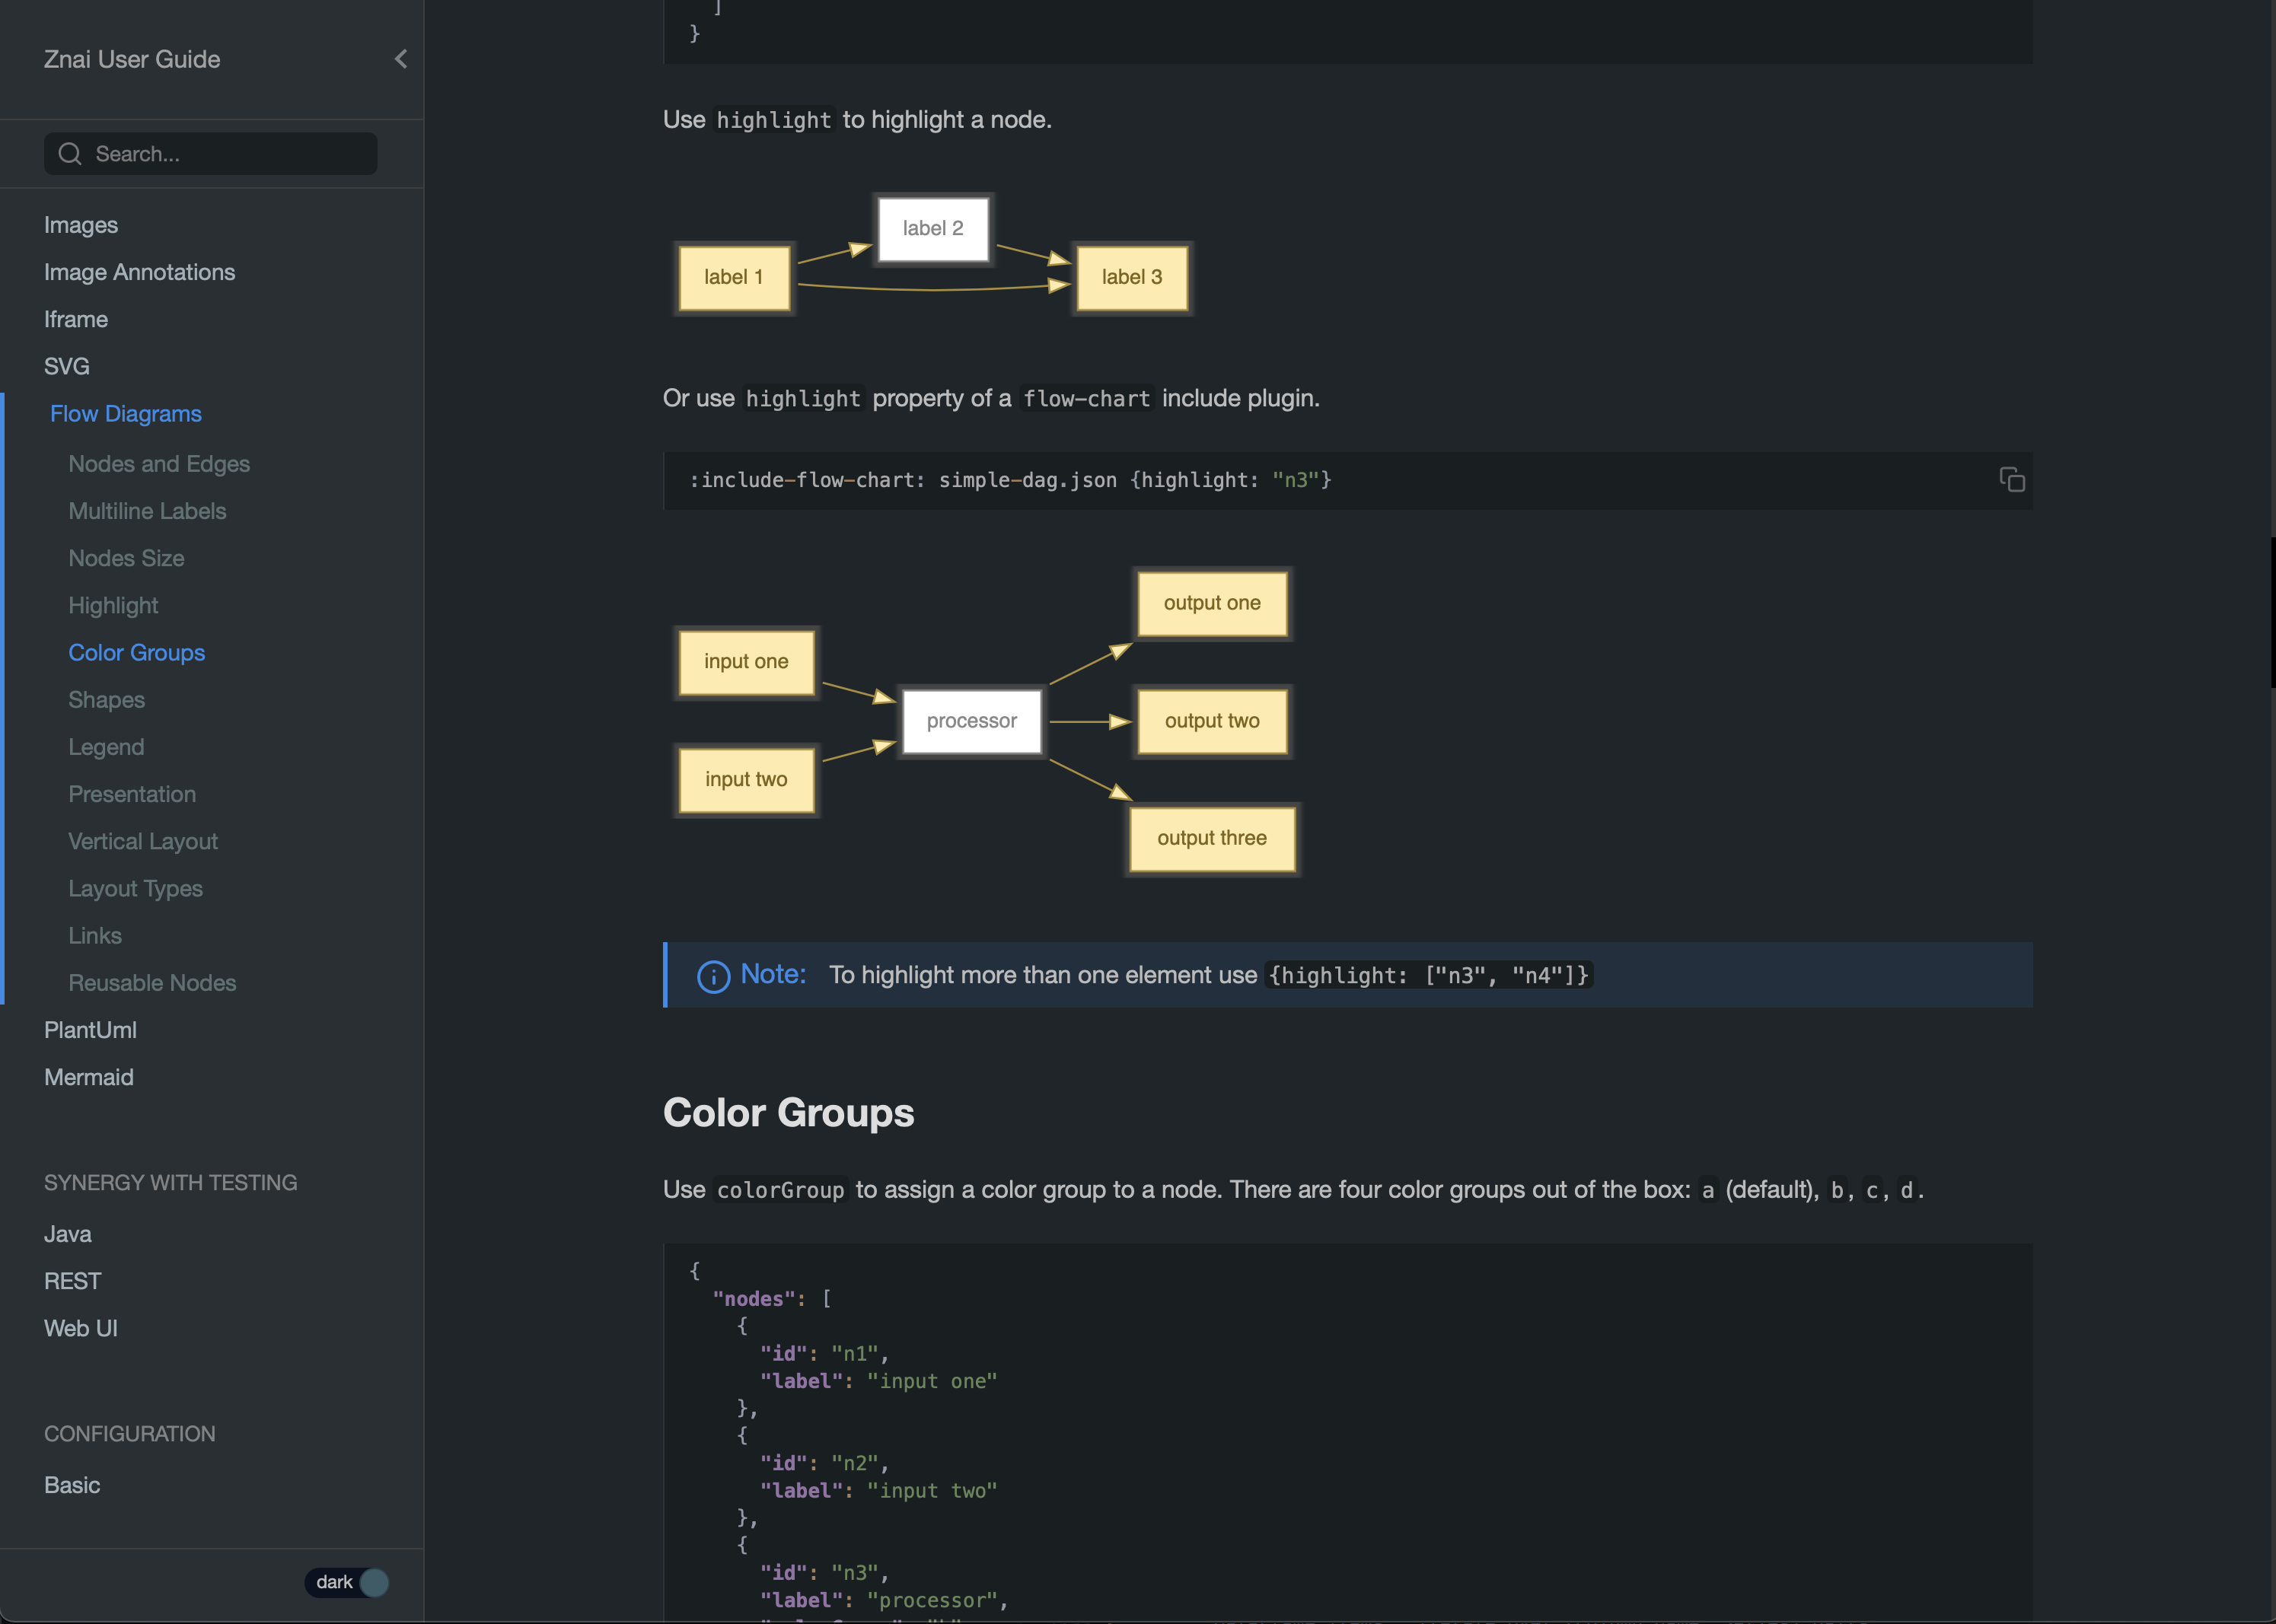 Znai User Guide
Search...
Images
Image Annotations
Iframe
SVG
Flow Diagrams
Nodes and Edges
Multiline Labels
Nodes Size
Highlight
Color Groups
Shapes
Legend
Presentation
Vertical Layout
Layout Types
Links
Reusable Nodes
PlantUml
Mermaid
SYNERGY WITH TESTING
Java
REST
Web UI
CONFIGURATION
Basic
dark
]
}
Use highlight to highlight a node.
label 2
label 1
label 3
Or use highlight property of a flow-chart include plugin.
:include-flow-chart: simple-dag.json {highlight: "n3"}
output one
input one
processor
output two
input two
output three
Note: To highlight more than one element use {highlight: ["n3", "n4"]}
Color Groups
Use colorGroup to assign a color group to a node. There are four color groups out of the box: a (default), b, c, d.
{
"nodes": [
{
"id": "n1",
"label": "input one"
},
{
"id": "n2",
"label": "input two"
},
{
"id": "n3",
"label": "processor",